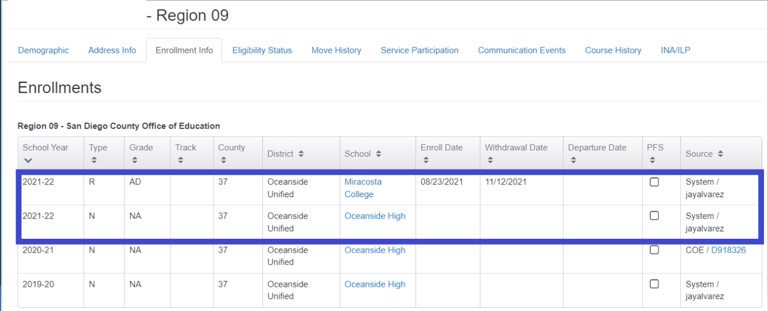 - Region 09
Demographic Address Info Enrollment Info Eligibility Status Move History Service Participation Communication Events Course History INA/ILP
Enrollments
Region 09 - San Diego County Office of Education
School Year Type Grade Track County District School Enroll Date Withdrawal Date Departure Date PFS Source
2021-22 R AD 37 Oceanside Unified Miracosta College 08/23/2021 11/12/2021 System / jayalvarez
2021-22 N NA 37 Oceanside Unified Oceanside High System / jayalvarez
2020-21 N NA 37 Oceanside Unified Oceanside High COE / D918326
2019-20 N NA 37 Oceanside Unified Oceanside High System / jayalvarez